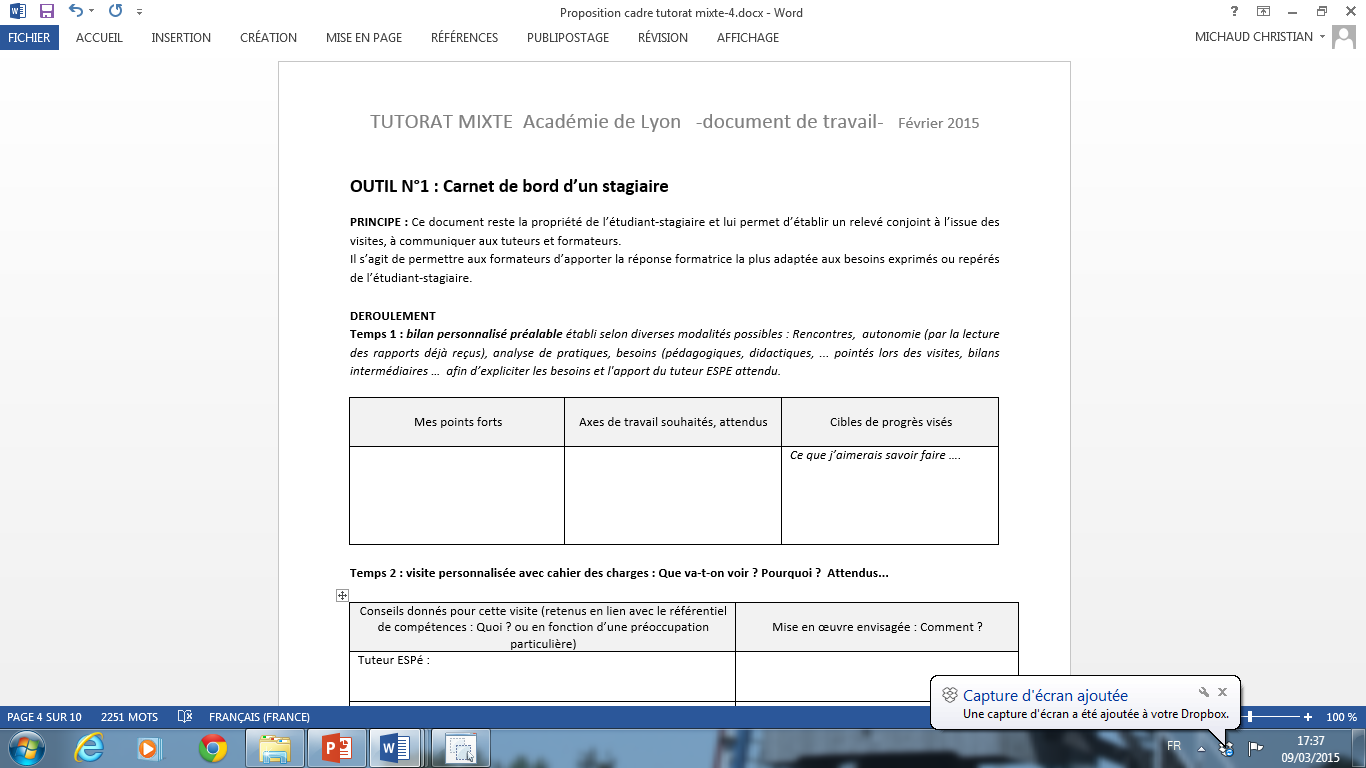 Proposition cadre tutorat mixte-4.docx - Word
?
FICHIER ACCUEIL INSERTION CRÉATION MISE EN PAGE RÉFÉRENCES PUBLIPOSTAGE RÉVISION AFFICHAGE MICHAUD CHRISTIAN
TUTORAT MIXTE Académie de Lyon -document de travail- Février 2015
OUTIL N°1 : Carnet de bord d’un stagiaire
PRINCIPE : Ce document reste la propriété de l’étudiant-stagiaire et lui permet d’établir un relevé conjoint à l’issue des
visites, à communiquer aux tuteurs et formateurs.
Il s’agit de permettre aux formateurs d’apporter la réponse formatrice la plus adaptée aux besoins exprimés ou repérés
de l’étudiant-stagiaire.
DEROULEMENT
Temps 1 : bilan personnalisé préalable établi selon diverses modalités possibles : Rencontres, autonomie (par la lecture
des rapports déjà reçus), analyse de pratiques, besoins (pédagogiques, didactiques, ... pointés lors des visites, bilans
intermédiaires … afin d’expliciter les besoins et l'apport du tuteur ESPE attendu.
Mes points forts
Axes de travail souhaités, attendus
Cibles de progrès visés
Ce que j’aimerais savoir faire ….
Temps 2 : visite personnalisée avec cahier des charges : Que va-t-on voir ? Pourquoi ? Attendus...
Conseils donnés pour cette visite (retenus en lien avec le référentiel
de compétences : Quoi ? ou en fonction d’une préoccupation
particulière)
Mise en œuvre envisagée : Comment ?
Tuteur ESPé :
Capture d'écran ajoutée
Une capture d'écran a été ajoutée à votre Dropbox.
PAGE 4 SUR 10 2251 MOTS FRANÇAIS (FRANCE) 100 %
FR
17:37
09/03/2015